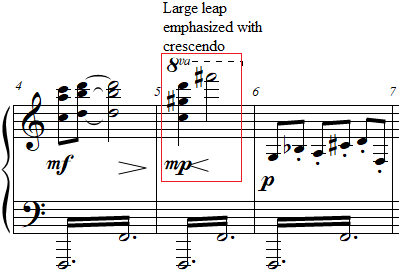 Large leap
emphasized with
crescendo
8va
4 5 6 7
mf mp p